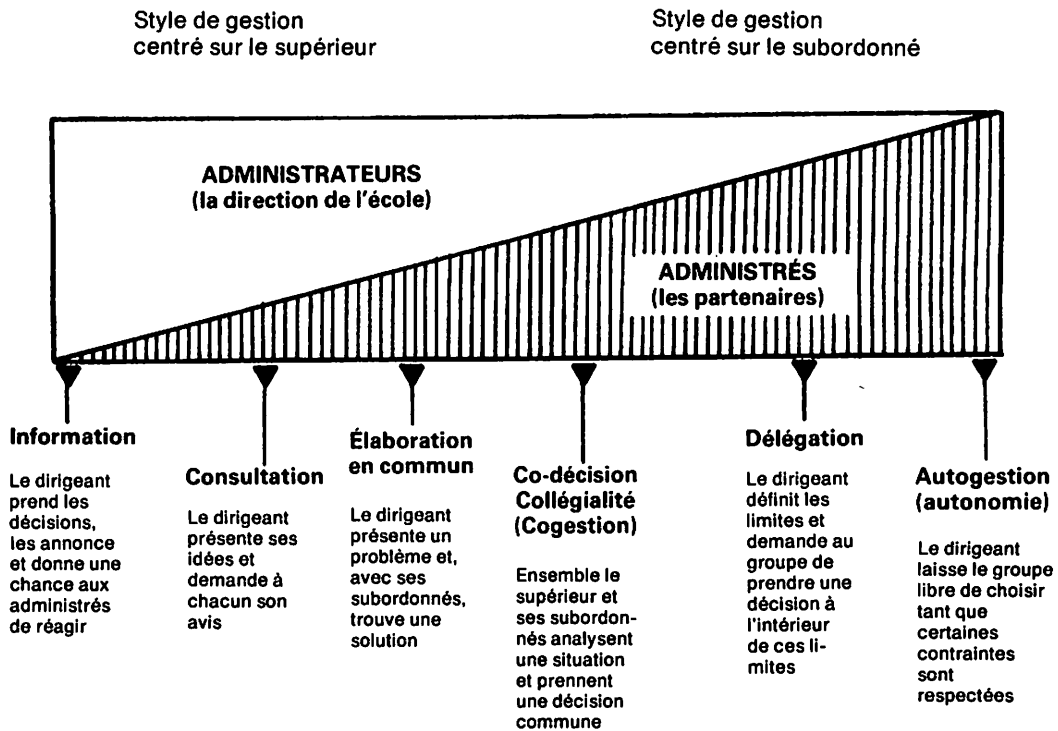 Style de gestion
centré sur le supérieur
Style de gestion
centré sur le subordonné
ADMINISTRATEURS
(la direction de l'école)
ADMINISTRÉS
(les partenaires)
Information
Le dirigeant
prend les
décisions,
les annonce
et donne une
chance aux
administrés
de réagir
Consultation
Le dirigeant
présente ses
idées et
demande à
chacun son
avis
Élaboration
en commun
Le dirigeant
présente un
problème et,
avec ses
subordonnés,
trouve une
solution
Co-décision
Collégialité
(Cogestion)
Ensemble le
supérieur et
ses subordon-
nés analysent
une situation
et prennent
une décision
commune
Délégation
Le dirigeant
définit les
limites et
demande au
groupe de
prendre une
décision à
l'intérieur
de ces li-
mites
Autogestion
(autonomie)
Le dirigeant
laisse le groupe
libre de choisir
tant que
certaines
contraintes
sont
respectées